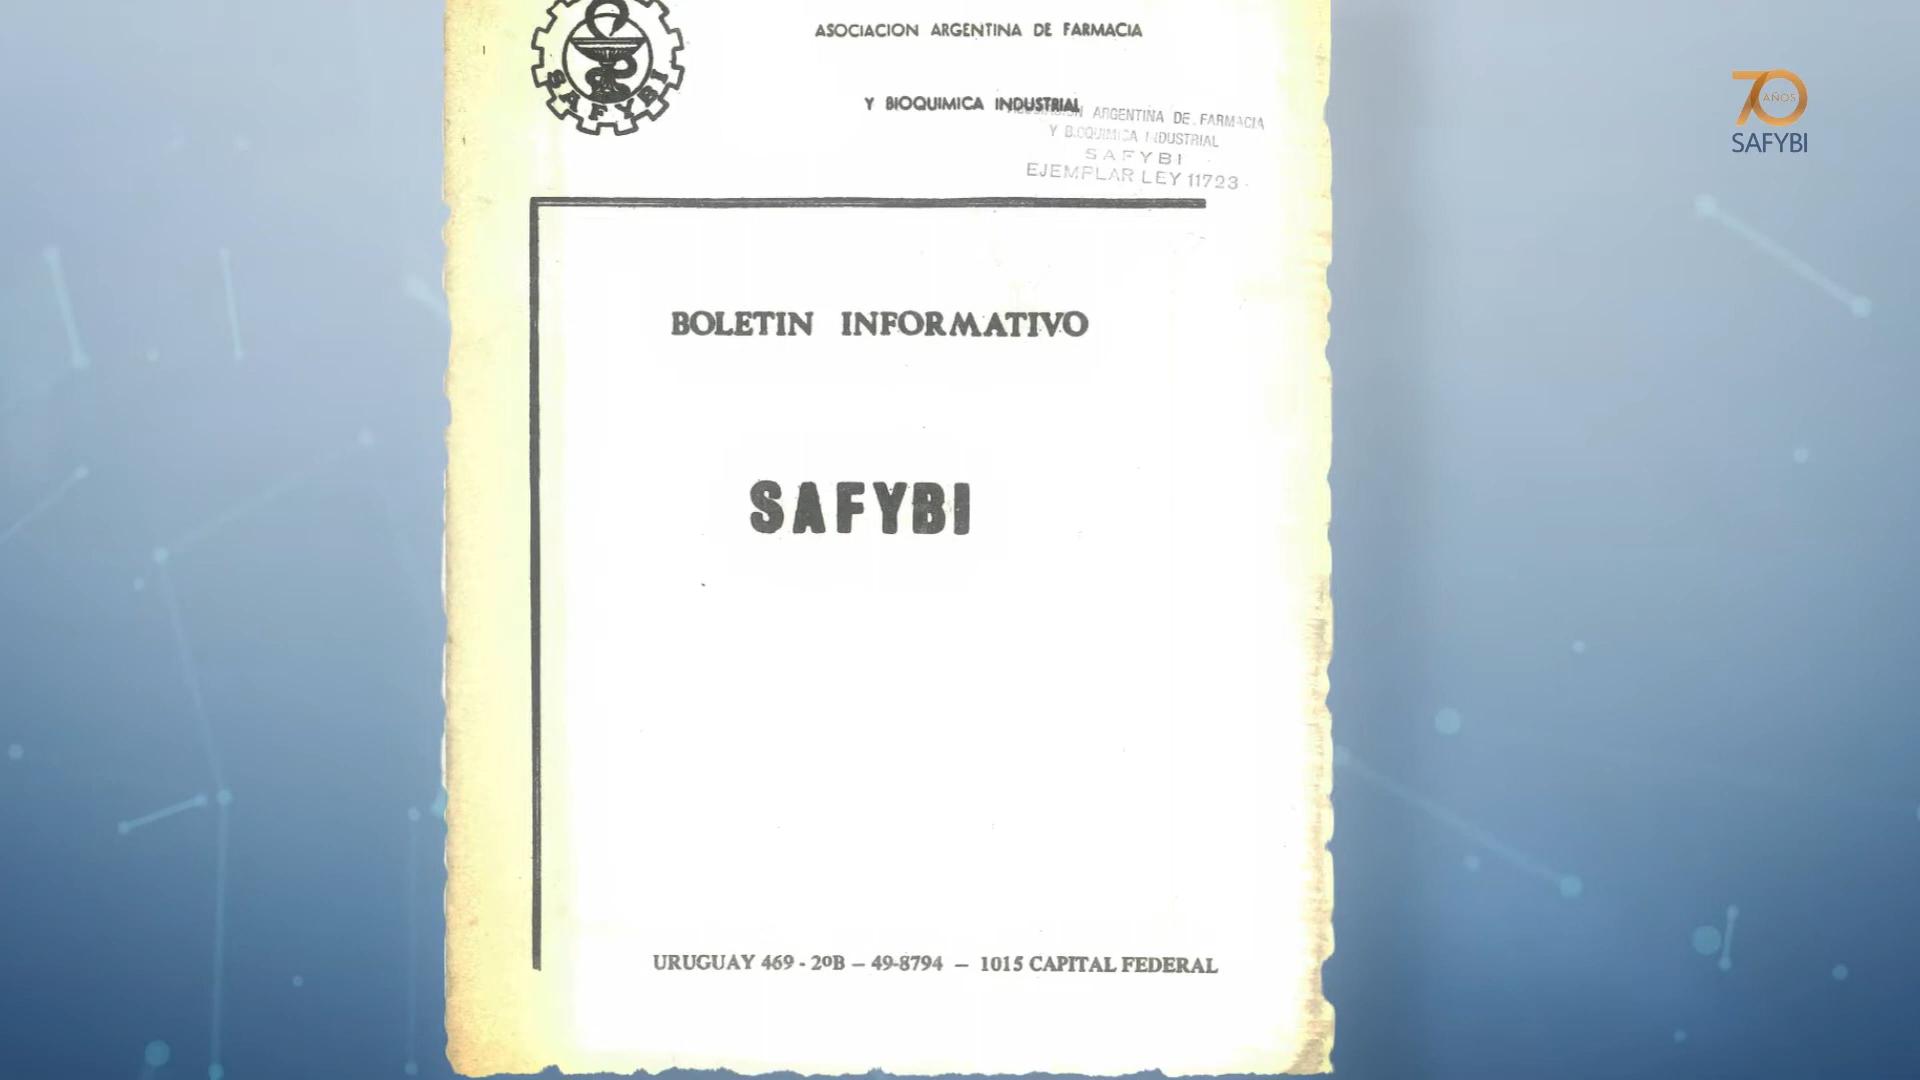 ASOCIACION ARGENTINA DE FARMACIA
Y BIOQUIMICA INDUSTRIAL
SAFYBI
ARGENTINA DE FARMACIA
Y BIOQUIMICA INDUSTRIAL
SAFYBI
EJEMPLAR LEY 11723
70
AÑOS
SAFYBI
BOLETIN INFORMATIVO
SAFYBI
URUGUAY 469 - 2ºB – 49-8794 – 1015 CAPITAL FEDERAL